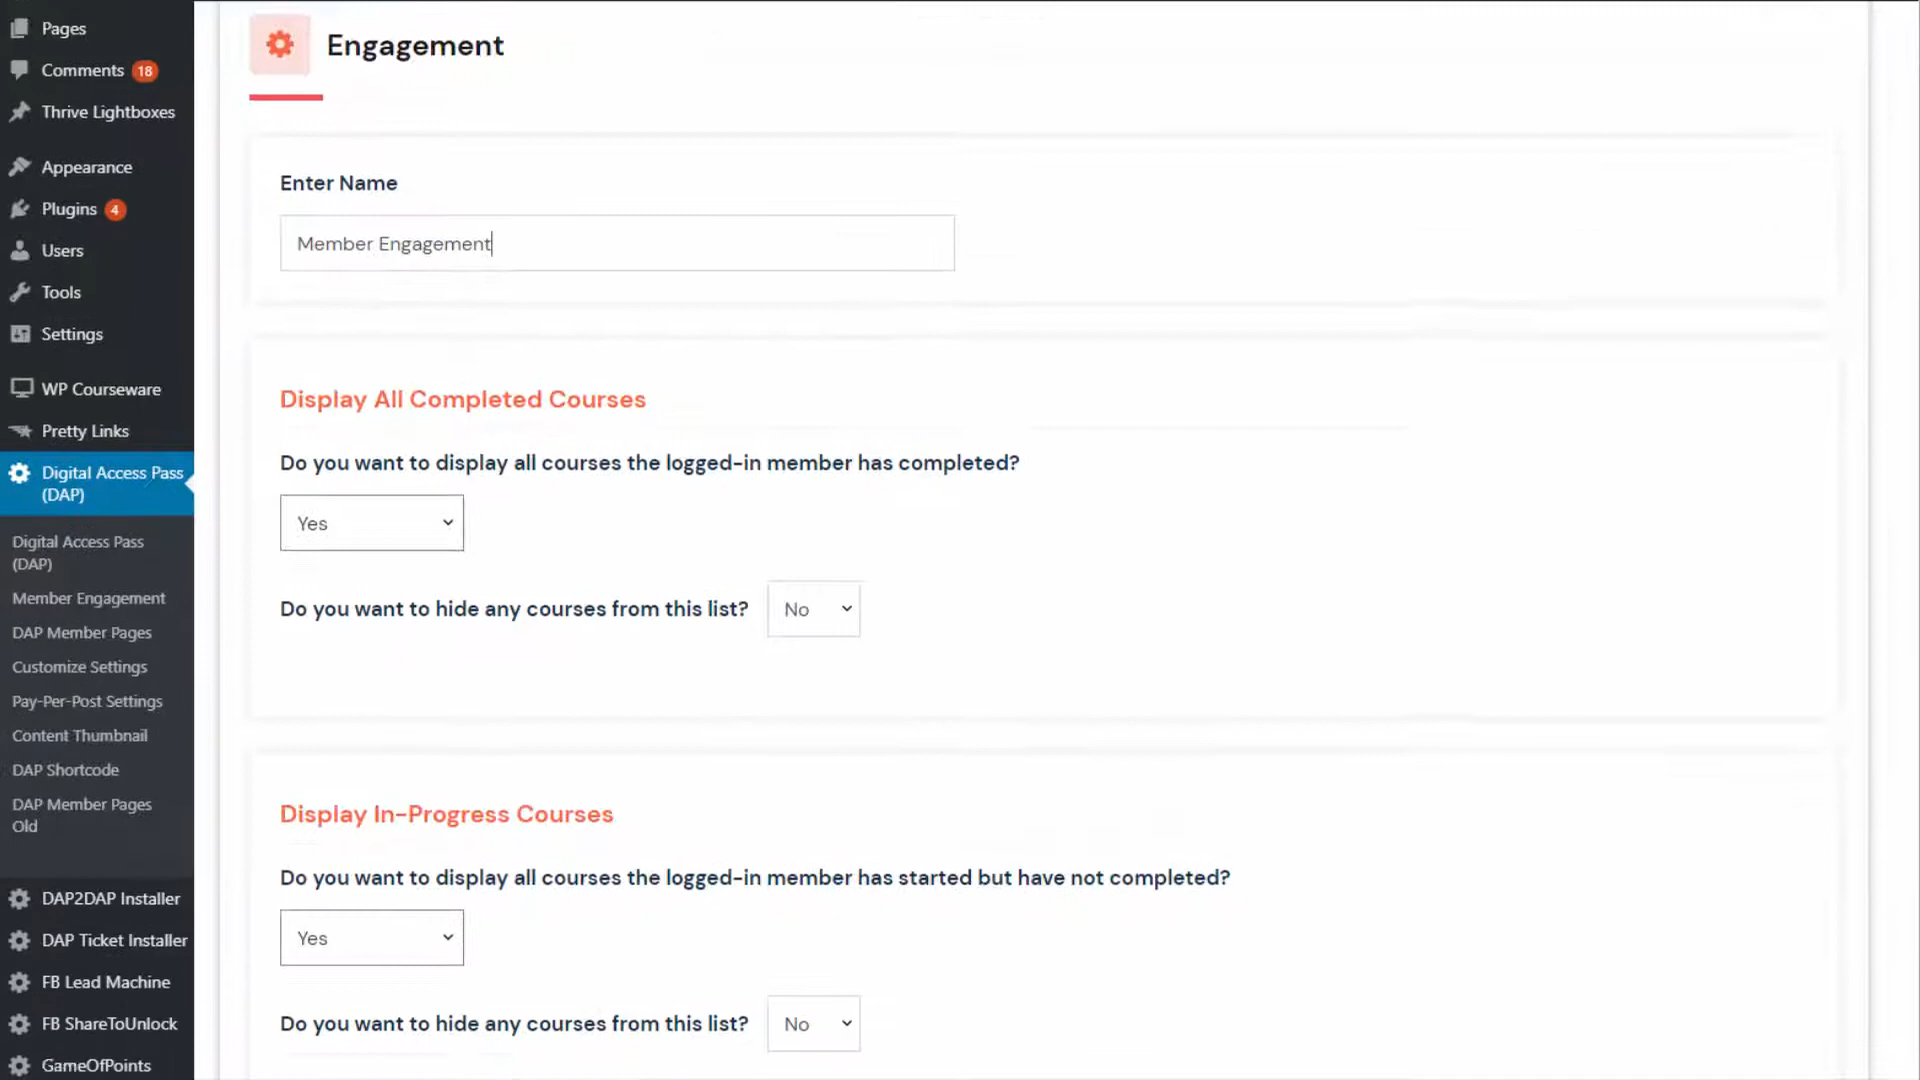 Pages
Comments 18
Thrive Lightboxes
Appearance
Plugins 4
Users
Tools
Settings
WP Courseware
Pretty Links
Digital Access Pass
(DAP)
Digital Access Pass
(DAP)
Member Engagement
DAP Member Pages
Customize Settings
Pay-Per-Post Settings
Content Thumbnail
DAP Shortcode
DAP Member Pages
Old
DAP2DAP Installer
DAP Ticket Installer
FB Lead Machine
FB ShareToUnlock
GameOfPoints
Engagement
Enter Name
Member Engagement
Display All Completed Courses
Do you want to display all courses the logged-in member has completed?
Yes
Do you want to hide any courses from this list? No
Display In-Progress Courses
Do you want to display all courses the logged-in member has started but have not completed?
Yes
Do you want to hide any courses from this list? No